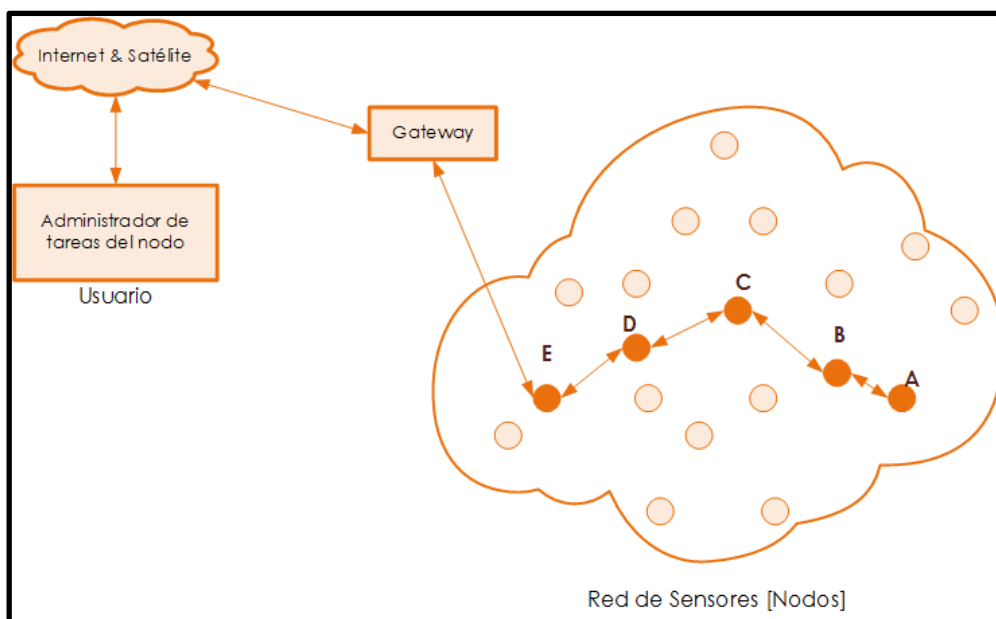 Internet & Satélite
Gateway
Administrador de
tareas del nodo
Usuario
C
D
B
E
A
Red de Sensores [Nodos]